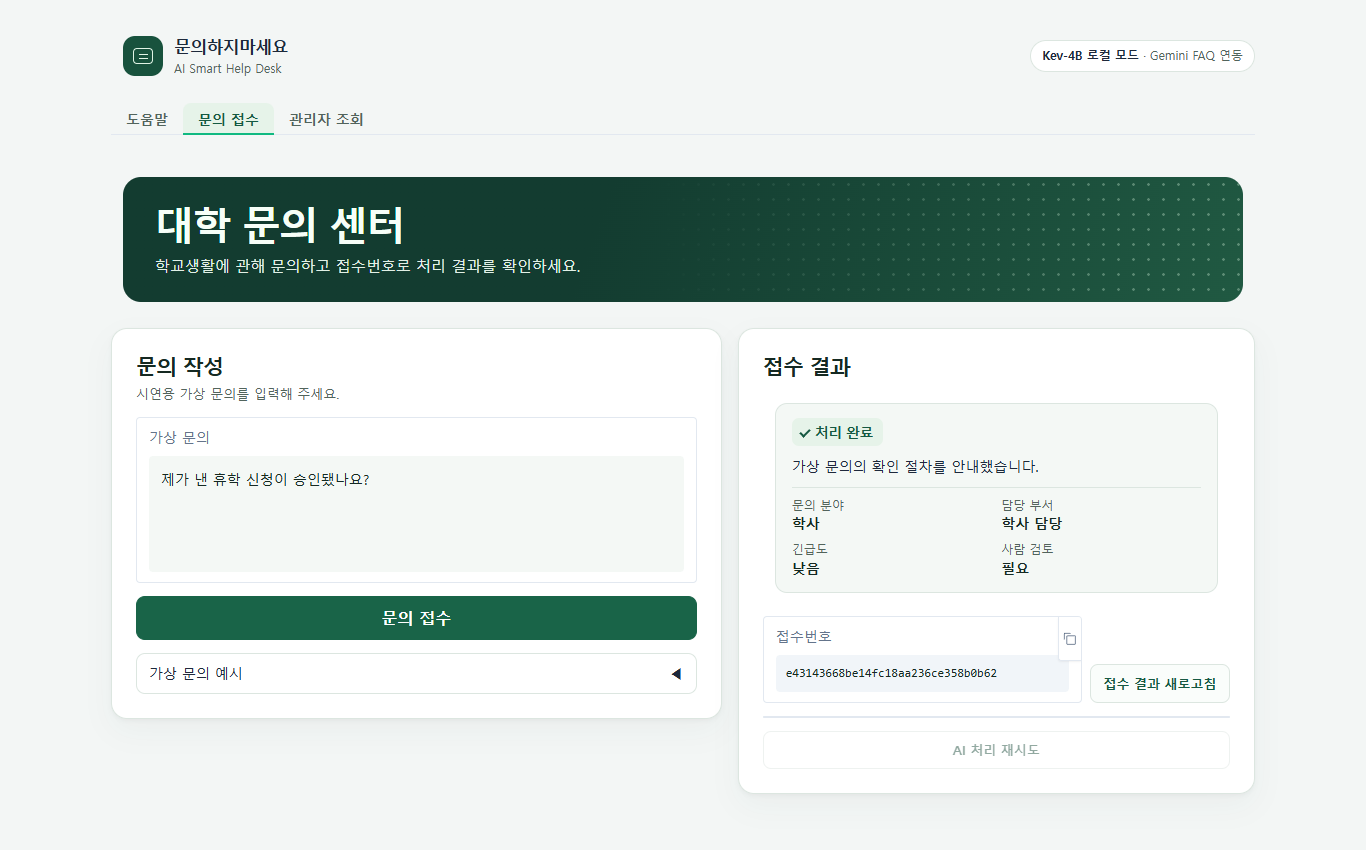 문의하지마세요
AI Smart Help Desk
Kev-4B 로컬 모드 · Gemini FAQ 연동
도움말
문의 접수
관리자 조회
대학 문의 센터
학교생활에 관해 문의하고 접수번호로 처리 결과를 확인하세요.
문의 작성
시연용 가상 문의를 입력해 주세요.
가상 문의
제가 낸 휴학 신청이 승인됐나요?
문의 접수
가상 문의 예시
접수 결과
처리 완료
가상 문의의 확인 절차를 안내했습니다.
문의 분야
학사
담당 부서
학사 담당
긴급도
낮음
사람 검토
필요
접수번호
e43143668be14fc18aa236ce358b0b62
접수 결과 새로고침
AI 처리 재시도